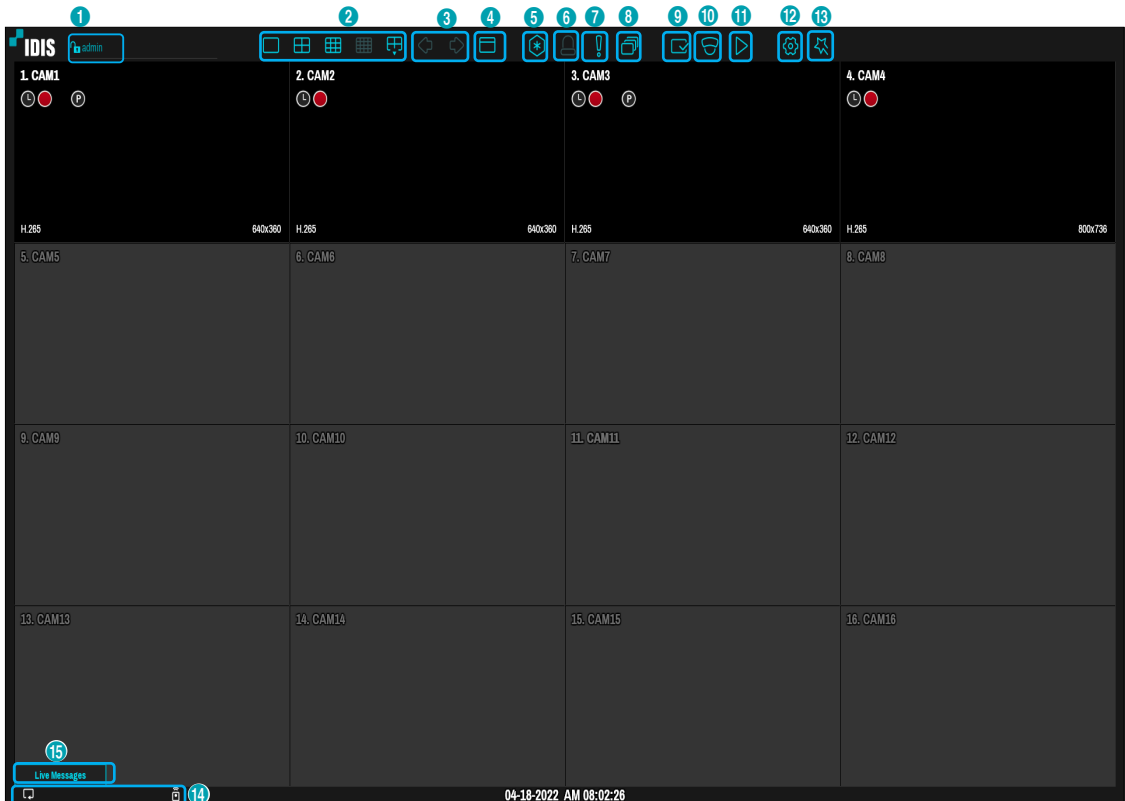 1 2 3 4 5 6 7 8 9 10 11 12 13
IDIS admin
1. CAM1 2. CAM2 3. CAM3 4. CAM4
L P L L P L
H.265 640x360 H.265 640x360 H.265 640x360 H.265 800x736
5. CAM5 6. CAM6 7. CAM7 8. CAM8
9. CAM9 10. CAM10 11. CAM11 12. CAM12
13. CAM13 14. CAM14 15. CAM15 16. CAM16
15
Live Messages
14
04-18-2022 AM 08:02:26